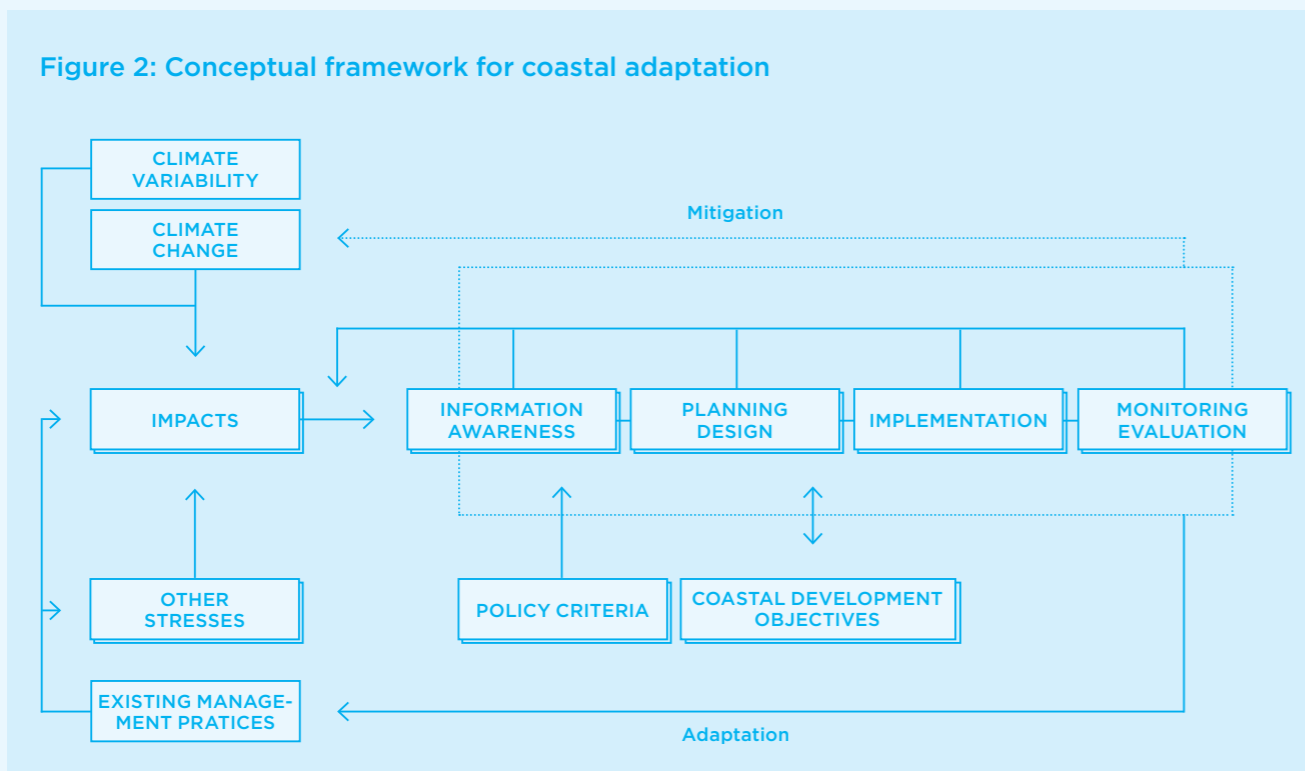 Figure 2: Conceptual framework for coastal adaptation
CLIMATE
VARIABILITY
CLIMATE
CHANGE
Mitigation
IMPACTS
INFORMATION
AWARENESS
PLANNING
DESIGN
IMPLEMENTATION
MONITORING
EVALUATION
OTHER
STRESSES
POLICY CRITERIA
COASTAL DEVELOPMENT
OBJECTIVES
EXISTING MANAGE-
MENT PRATICES
Adaptation